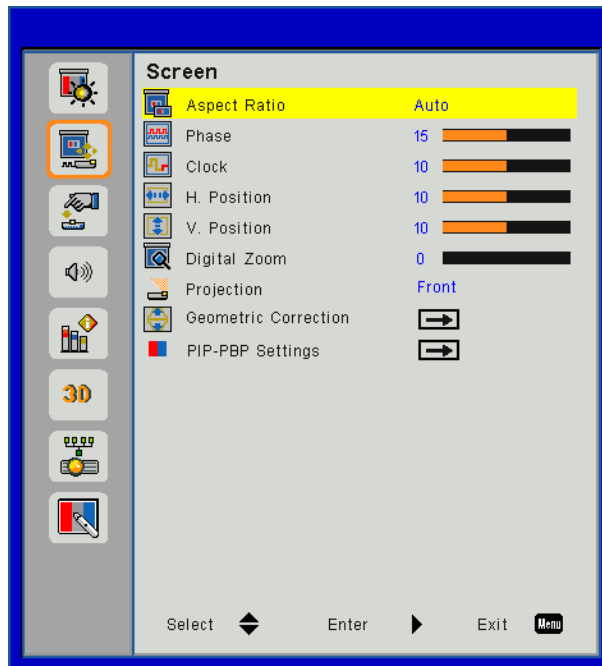 Screen
Aspect Ratio Auto
Phase 15
Clock 10
H. Position 10
V. Position 10
Digital Zoom 0
Projection Front
Geometric Correction
PIP-PBP Settings
3D
Select Enter Exit Menu